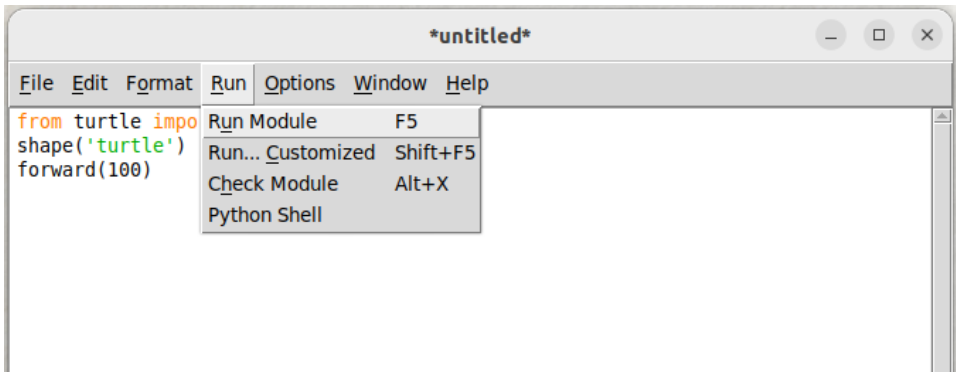 *untitled*
File Edit Format Run Options Window Help
from turtle impo
shape('turtle')
forward(100)
Run Module F5
Run... Customized Shift+F5
Check Module Alt+X
Python Shell